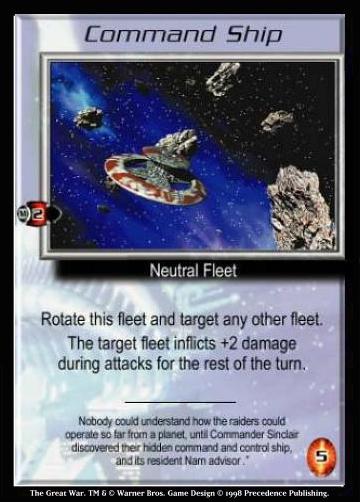 Command Ship
M 2
Neutral Fleet
Rotate this fleet and target any other fleet.
The target fleet inflicts +2 damage
during attacks for the rest of the turn.
Nobody could understand how the raiders could
operate so far from a planet, until Commander Sinclair
discovered their hidden command and control ship,
and its resident Narn advisor."
5
The Great War. TM & © Warner Bros. Game Design © 1998 Precedence Publishing.